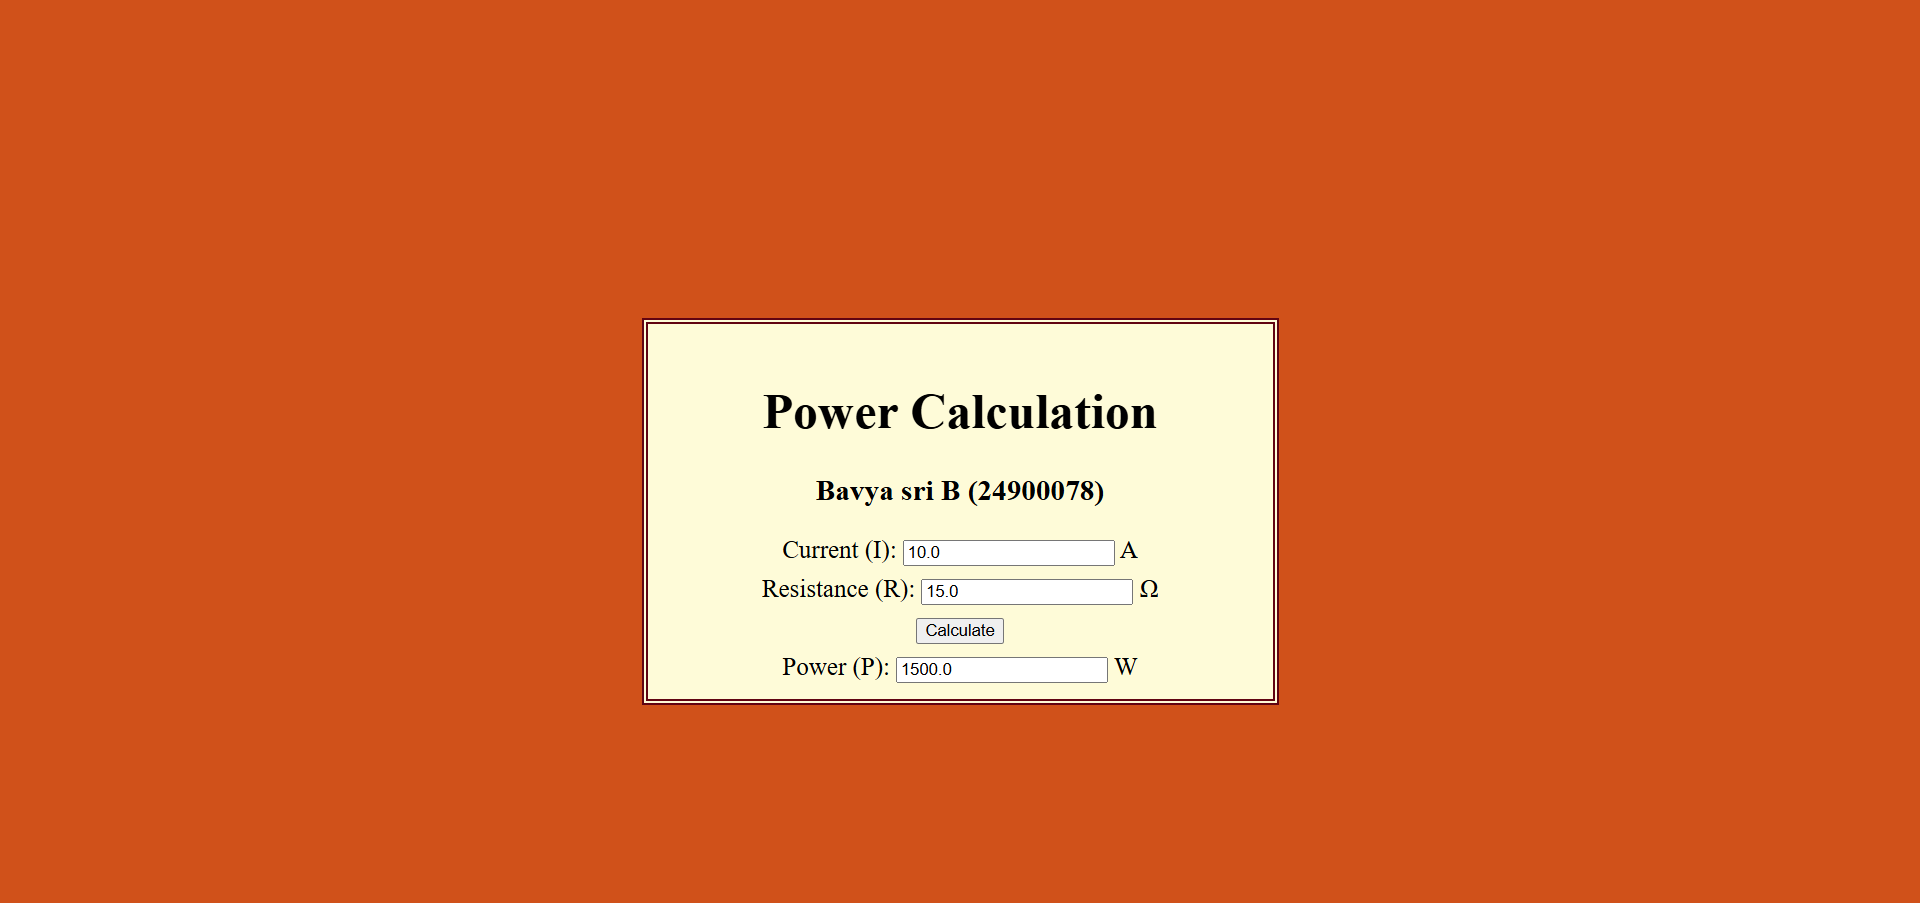 Power Calculation
Bavya sri B (24900078)
Current (I): 10.0 A
Resistance (R): 15.0 Ω
Calculate
Power (P): 1500.0 W